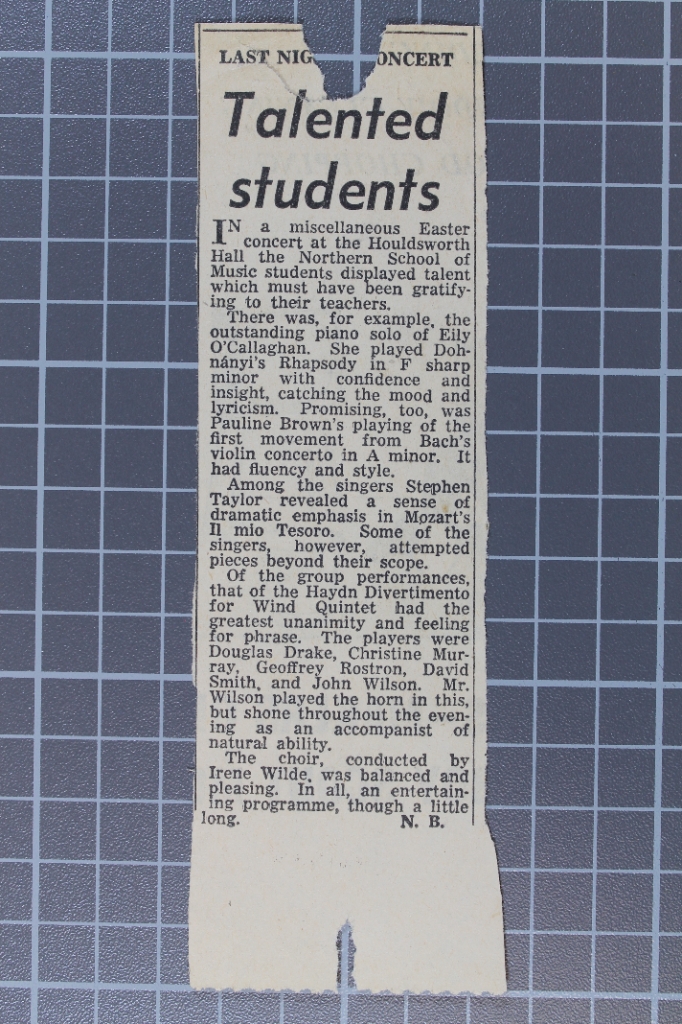 LAST NIG ONCERT
Talented
students
IN a miscellaneous Easter
concert at the Houldsworth
Hall the Northern School of
Music students displayed talent
which must have been gratify-
ing to their teachers.
There was, for example, the
outstanding piano solo of Eily
O'Callaghan. She played Doh-
nányi's Rhapsody in F sharp
minor with confidence and
insight, catching the mood and
lyricism. Promising, too, was
Pauline Brown's playing of the
first movement from Bach's
violin concerto in A minor. It
had fluency and style.
Among the singers Stephen
Taylor revealed a sense of
dramatic emphasis in Mozart's
Il mio Tesoro. Some of the
singers, however, attempted
pieces beyond their scope.
Of the group performances,
that of the Haydn Divertimento
for Wind Quintet had the
greatest unanimity and feeling
for phrase. The players were
Douglas Drake, Christine Mur-
ray, Geoffrey Rostron, David
Smith, and John Wilson. Mr.
Wilson played the horn in this,
but shone throughout the even-
ing as an accompanist of
natural ability.
The choir, conducted by
Irene Wilde, was balanced and
pleasing. In all, an entertain-
ing programme, though a little
long. N. B.